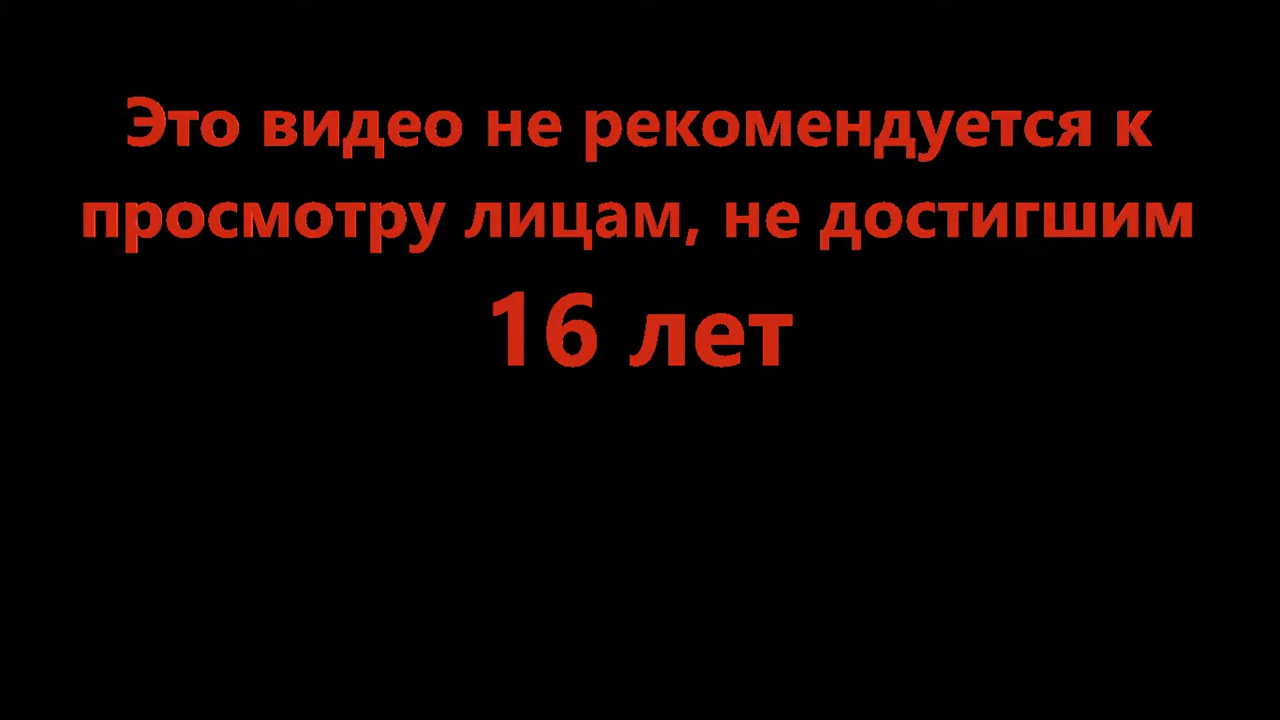 Это видео не рекомендуется к
просмотру лицам, не достигшим
16 лет